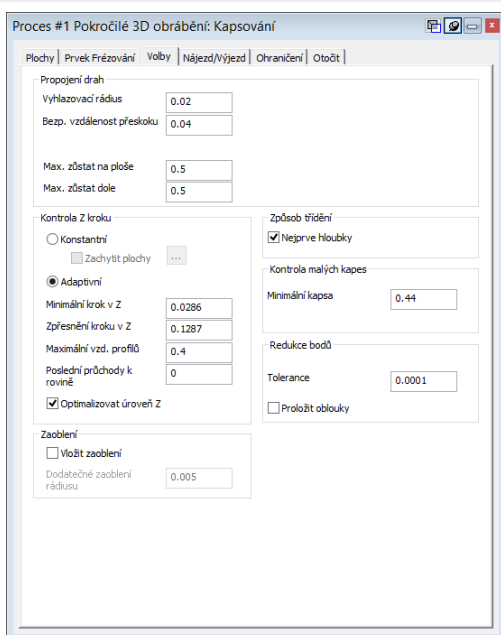 Proces #1 Pokročilé 3D obrábění: Kapsování
Plochy Prvek Frézování Volby Nájezd/Výjezd Ohraničení Otočit
Propojení drah
Vyhlazovací rádius 0.02
Bezp. vzdálenost přeskoku 0.04
Max. zůstat na ploše 0.5
Max. zůstat dole 0.5
Kontrola Z kroku
Konstantní
Zachytit plochy ...
Adaptivní
Minimální krok v Z 0.0286
Zpřesnění kroku v Z 0.1287
Maximální vzd. profilů 0.4
Poslední průchody k
rovině 0
Optimalizovat úroveň Z
Způsob třídění
Nejprve hloubky
Kontrola malých kapes
Minimální kapsa 0.44
Redukce bodů
Tolerance 0.0001
Proložit oblouky
Zaoblení
Vložit zaoblení
Dodatečné zaoblení
rádiusu 0.005